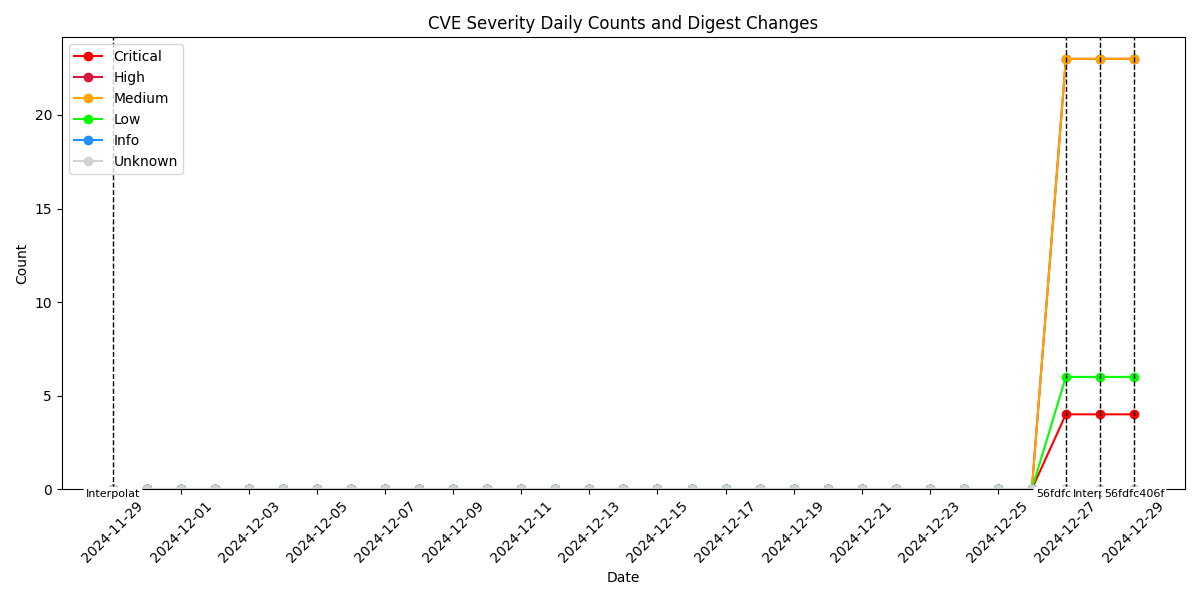 CVE Severity Daily Counts and Digest Changes
Critical
High
Medium
Low
Info
Unknown
Count
20
15
10
5
0
Interpolat
56fdfc
Inter
56fdfc406f
2024-11-29
2024-12-01
2024-12-03
2024-12-05
2024-12-07
2024-12-09
2024-12-11
2024-12-13
2024-12-15
2024-12-17
2024-12-19
2024-12-21
2024-12-23
2024-12-25
2024-12-27
2024-12-29
Date